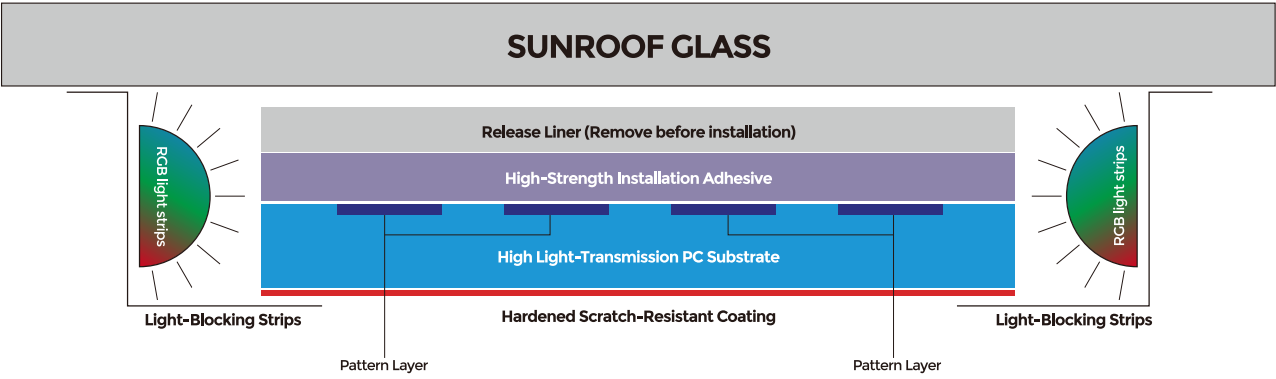 SUNROOF GLASS
Release Liner (Remove before installation)
RGB light strips
RGB light strips
High-Strength Installation Adhesive
High Light-Transmission PC Substrate
Light-Blocking Strips
Hardened Scratch-Resistant Coating
Light-Blocking Strips
Pattern Layer
Pattern Layer